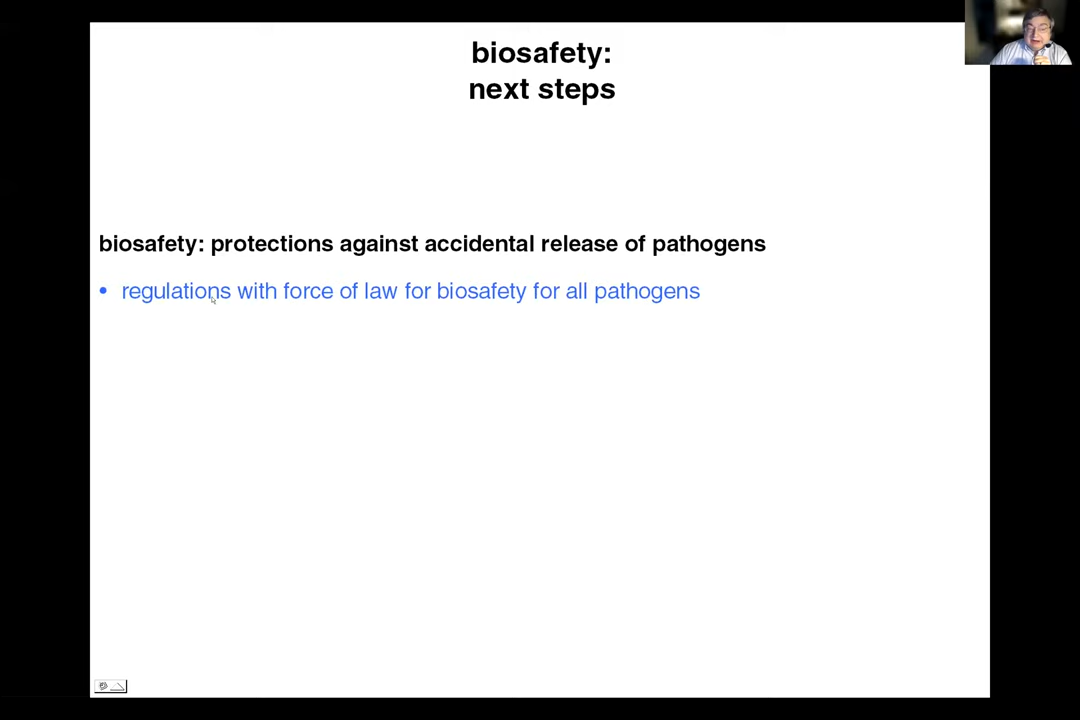 biosafety:
next steps
biosafety: protections against accidental release of pathogens
• regulations with force of law for biosafety for all pathogens